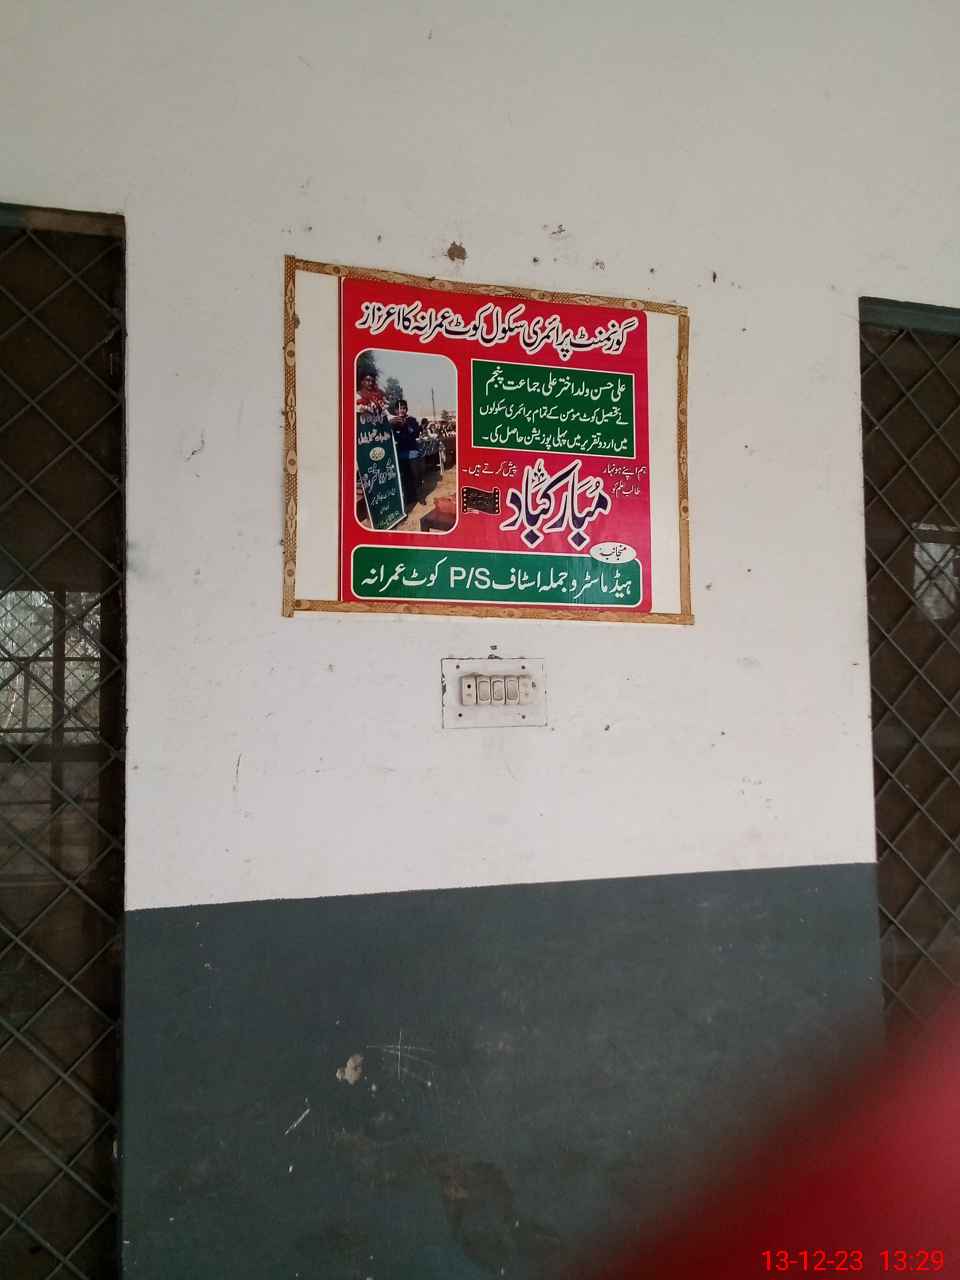 گورنمنٹ پرائمری سکول کوٹ عمرانہ کا اعزاز
علی حسن ولد اختر علی جماعت پنجم
نے تحصیل کوٹ مومن کے تمام پرائمری سکولوں
میں اردو تقریر میں پہلی پوزیشن حاصل کی۔
ہم اپنے ہونہار
طالب علم کو
مُبارکباد
پیش کرتے ہیں۔
منجانب:
ہیڈ ماسٹر و جملہ اسٹاف P/S کوٹ عمرانہ
13-12-23 13:29